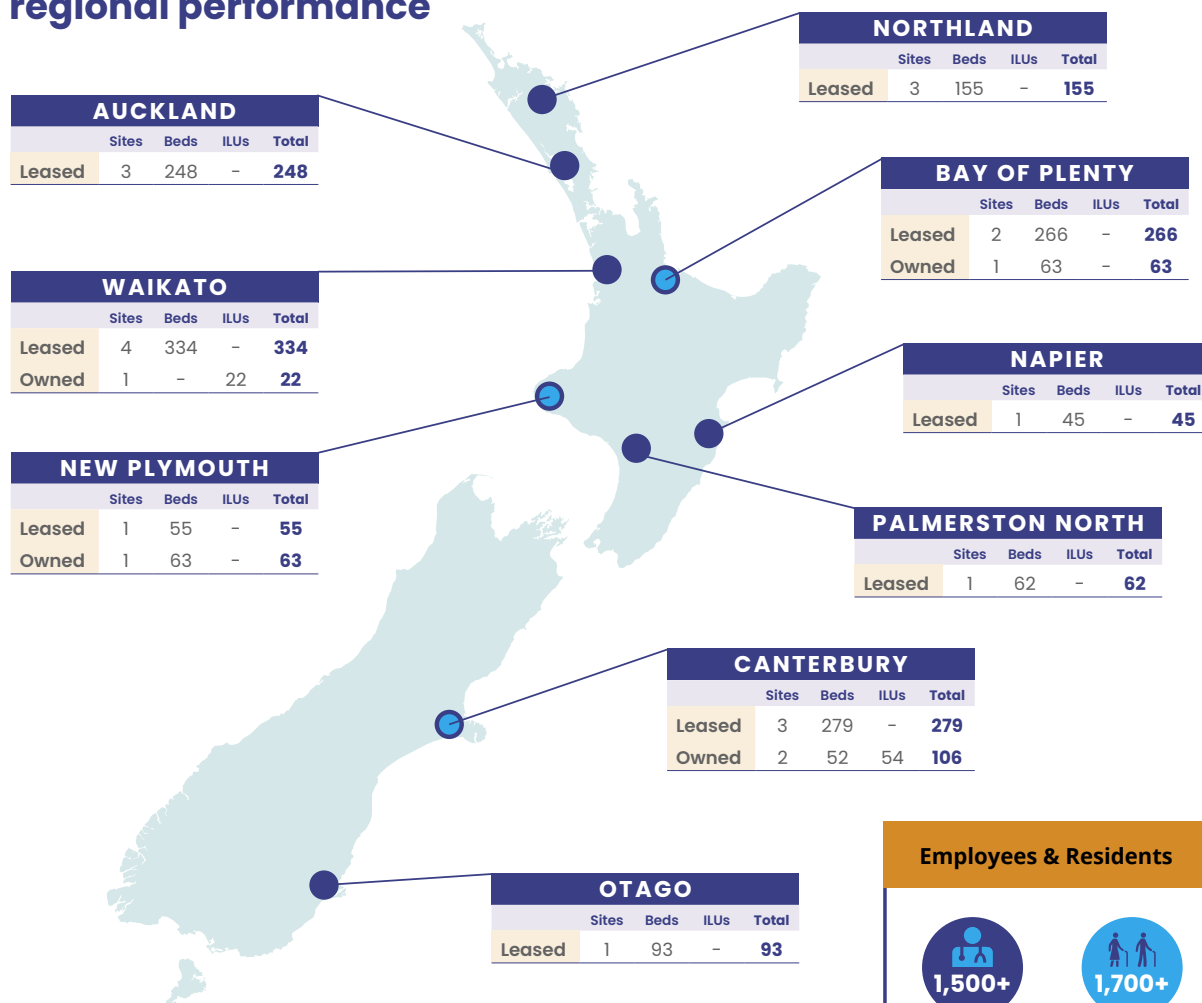 regional performance
NORTHLAND
Sites Beds ILUs Total
Leased 3 155 - 155
AUCKLAND
Sites Beds ILUs Total
Leased 3 248 - 248
BAY OF PLENTY
Sites Beds ILUs Total
Leased 2 266 - 266
Owned 1 63 - 63
WAIKATO
Sites Beds ILUs Total
Leased 4 334 - 334
Owned 1 - 22 22
NAPIER
Sites Beds ILUs Total
Leased 1 45 - 45
NEW PLYMOUTH
Sites Beds ILUs Total
Leased 1 55 - 55
Owned 1 63 - 63
PALMERSTON NORTH
Sites Beds ILUs Total
Leased 1 62 - 62
CANTERBURY
Sites Beds ILUs Total
Leased 3 279 - 279
Owned 2 52 54 106
OTAGO
Sites Beds ILUs Total
Leased 1 93 - 93
Employees & Residents
1,500+ 1,700+